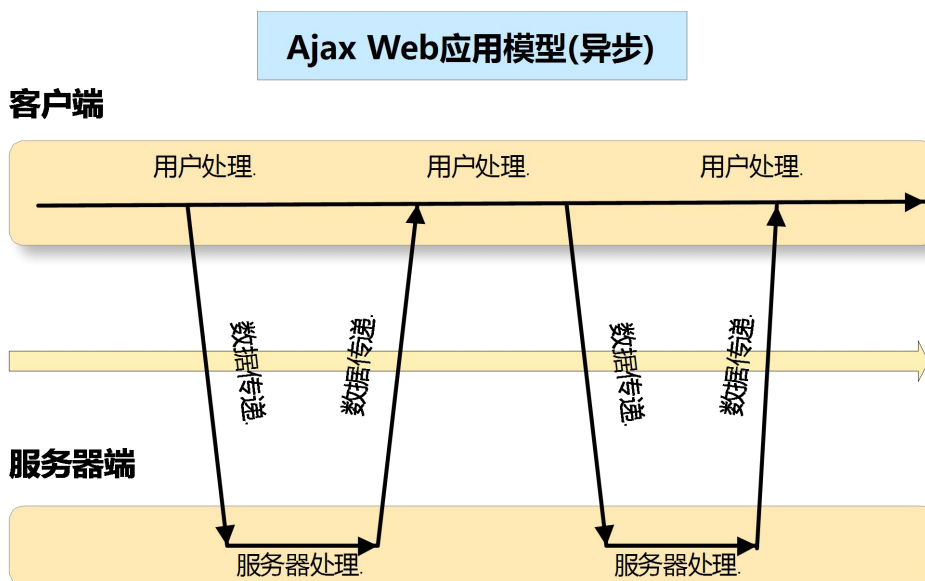 Ajax Web应用模型(异步)
客户端
用户处理.
用户处理.
用户处理.
数据传递.
数据传递.
数据传递.
数据传递.
服务器端
服务器处理.
服务器处理.